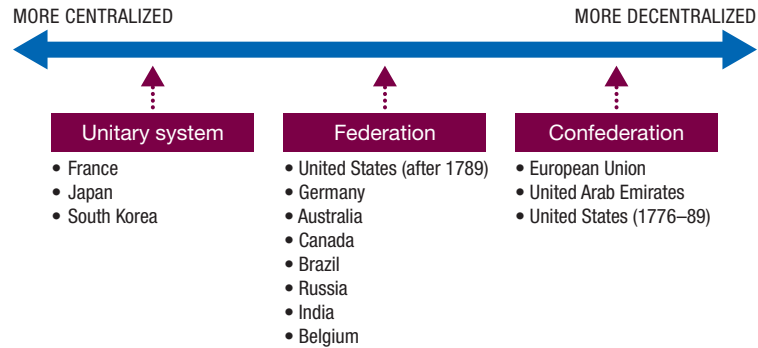 MORE CENTRALIZED
MORE DECENTRALIZED
Unitary system
• France
• Japan
• South Korea
Federation
• United States (after 1789)
• Germany
• Australia
• Canada
• Brazil
• Russia
• India
• Belgium
Confederation
• European Union
• United Arab Emirates
• United States (1776–89)